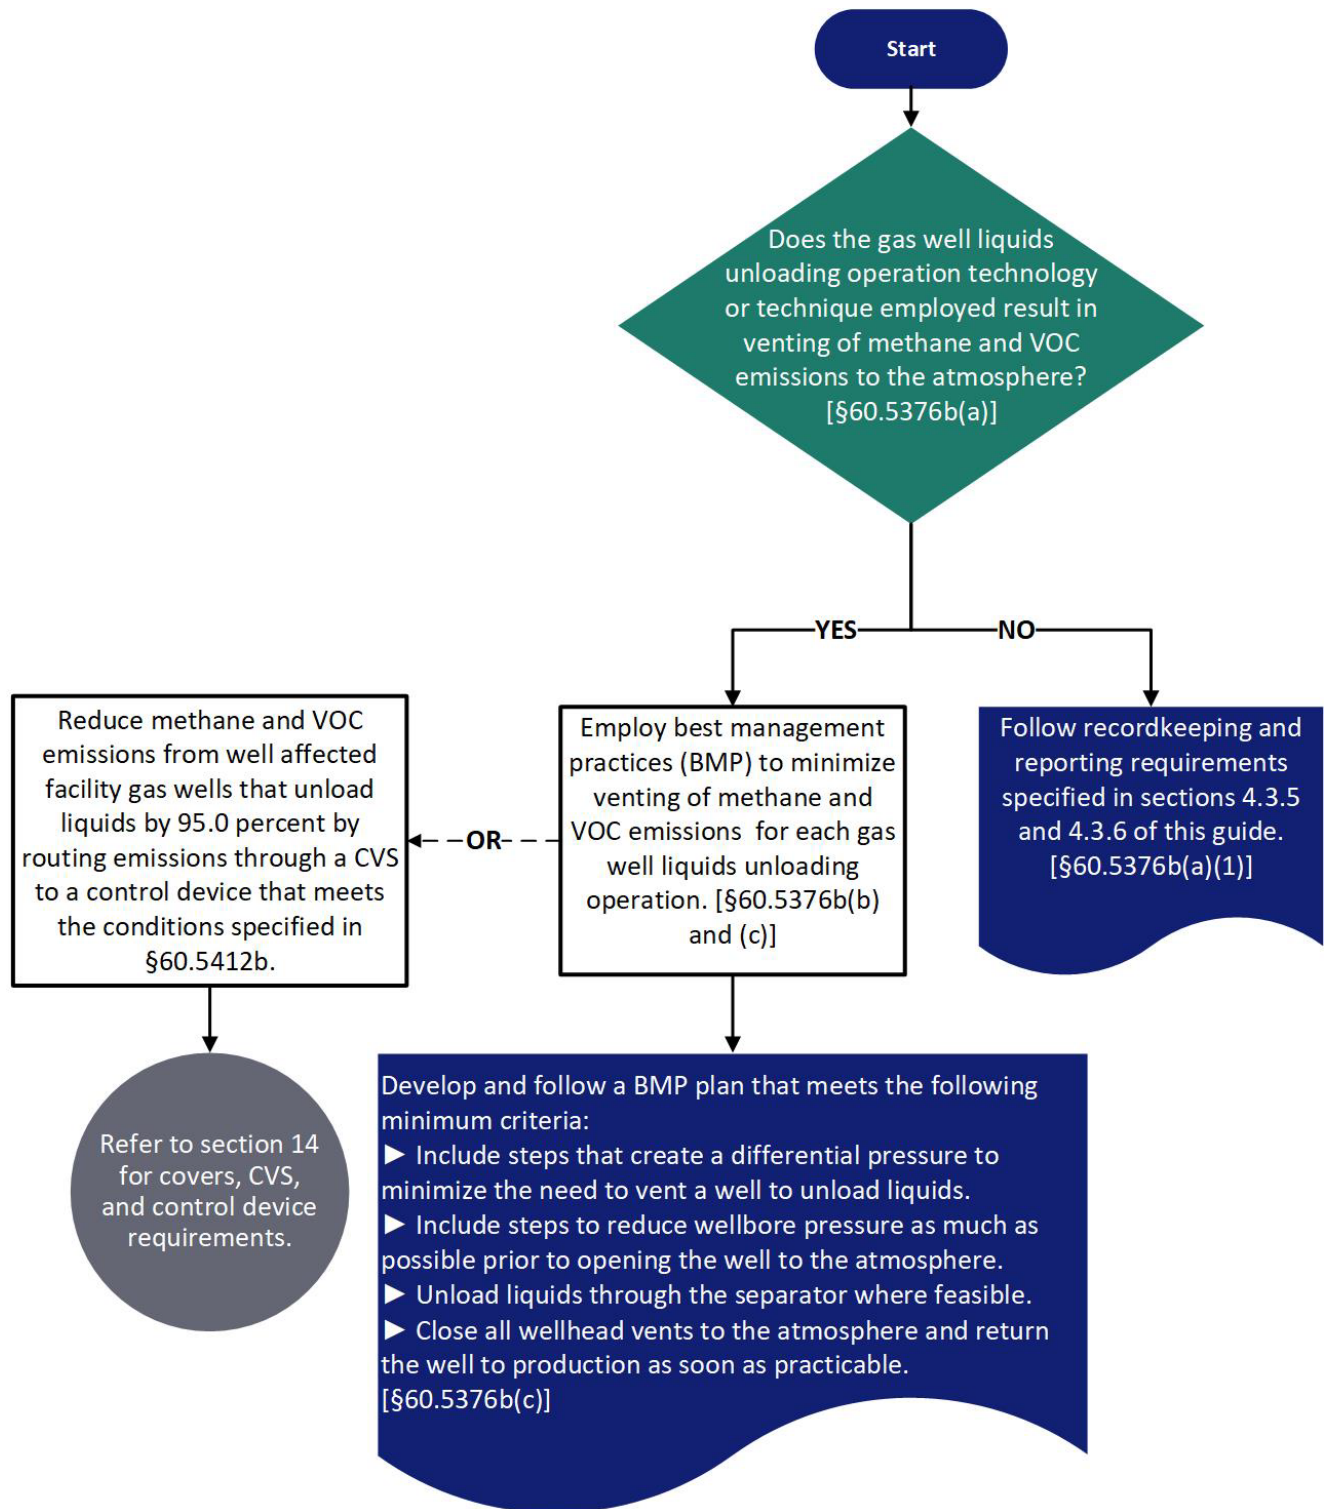 Start
Does the gas well liquids
unloading operation technology
or technique employed result in
venting of methane and VOC
emissions to the atmosphere?
[§60.5376b(a)]
YES
NO
Reduce methane and VOC
emissions from well affected
facility gas wells that unload
liquids by 95.0 percent by
routing emissions through a CVS
to a control device that meets
the conditions specified in
§60.5412b.
OR
Employ best management
practices (BMP) to minimize
venting of methane and
VOC emissions for each gas
well liquids unloading
operation. [§60.5376b(b)
and (c)]
Follow recordkeeping and
reporting requirements
specified in sections 4.3.5
and 4.3.6 of this guide.
[§60.5376b(a)(1)]
Refer to section 14
for covers, CVS,
and control device
requirements.
Develop and follow a BMP plan that meets the following
minimum criteria:
► Include steps that create a differential pressure to
minimize the need to vent a well to unload liquids.
► Include steps to reduce wellbore pressure as much as
possible prior to opening the well to the atmosphere.
► Unload liquids through the separator where feasible.
► Close all wellhead vents to the atmosphere and return
the well to production as soon as practicable.
[§60.5376b(c)]